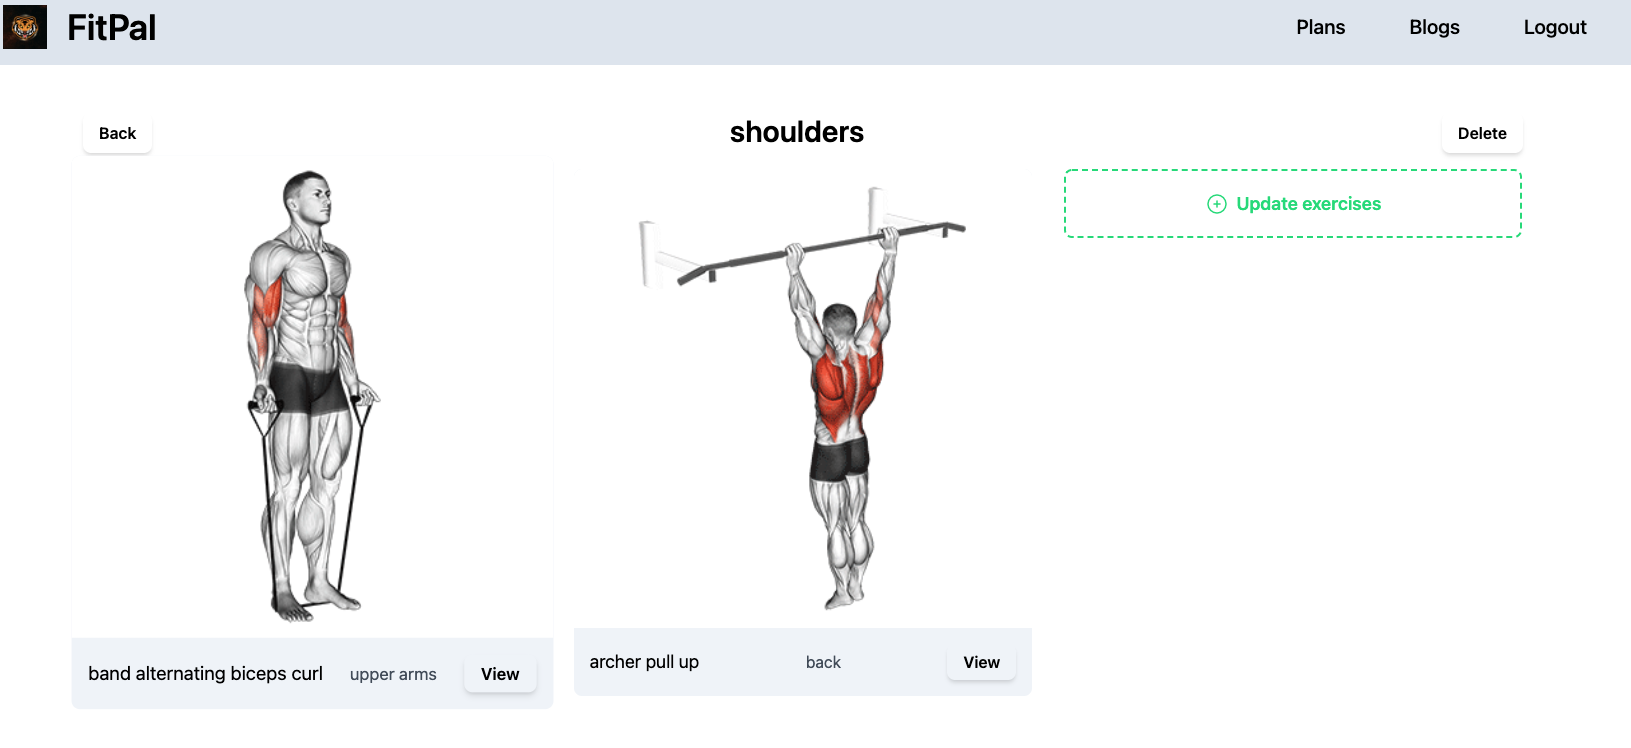 FitPal
Plans
Blogs
Logout
Back
shoulders
Delete
Update exercises
band alternating biceps curl
upper arms
View
archer pull up
back
View